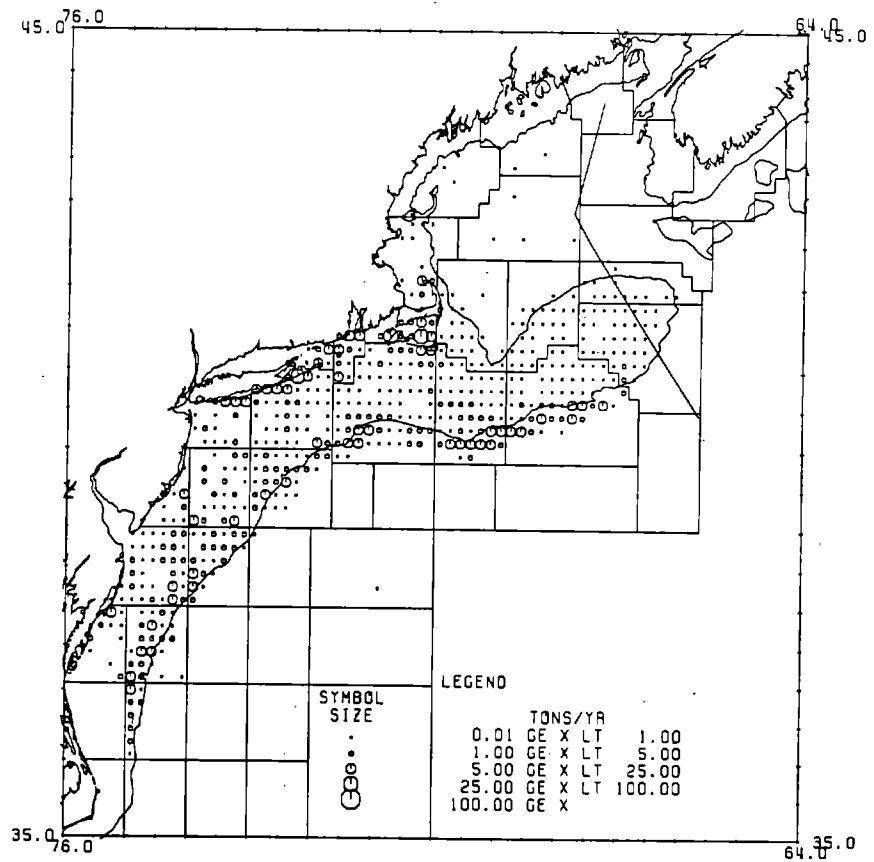 76.0
45.0
64.0
45.0
LEGEND
SYMBOL
SIZE
TONS/YR
0.01 GE X LT 1.00
1.00 GE X LT 5.00
5.00 GE X LT 25.00
25.00 GE X LT 100.00
100.00 GE X
35.0
76.0
35.0
64.0